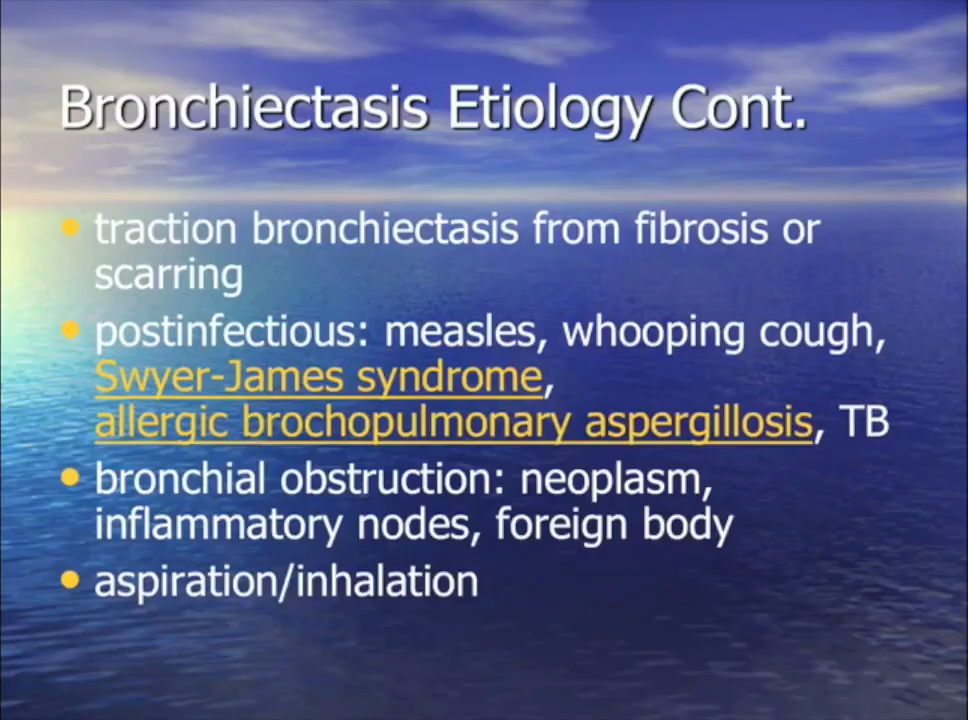 Bronchiectasis Etiology Cont.
• traction bronchiectasis from fibrosis or
scarring
• postinfectious: measles, whooping cough,
Swyer-James syndrome,
allergic brochopulmonary aspergillosis, TB
• bronchial obstruction: neoplasm,
inflammatory nodes, foreign body
• aspiration/inhalation